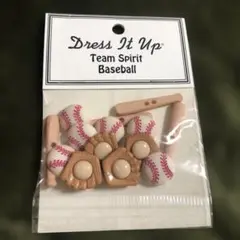 Dress It Up
Team Spirit
Baseball